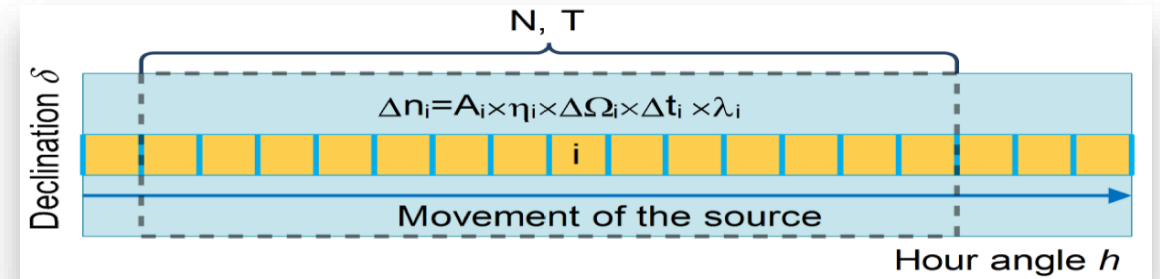 N, T
Declination δ
Δnᵢ=Aᵢ×ηᵢ×ΔΩᵢ×Δtᵢ×λᵢ
i
Movement of the source
Hour angle h